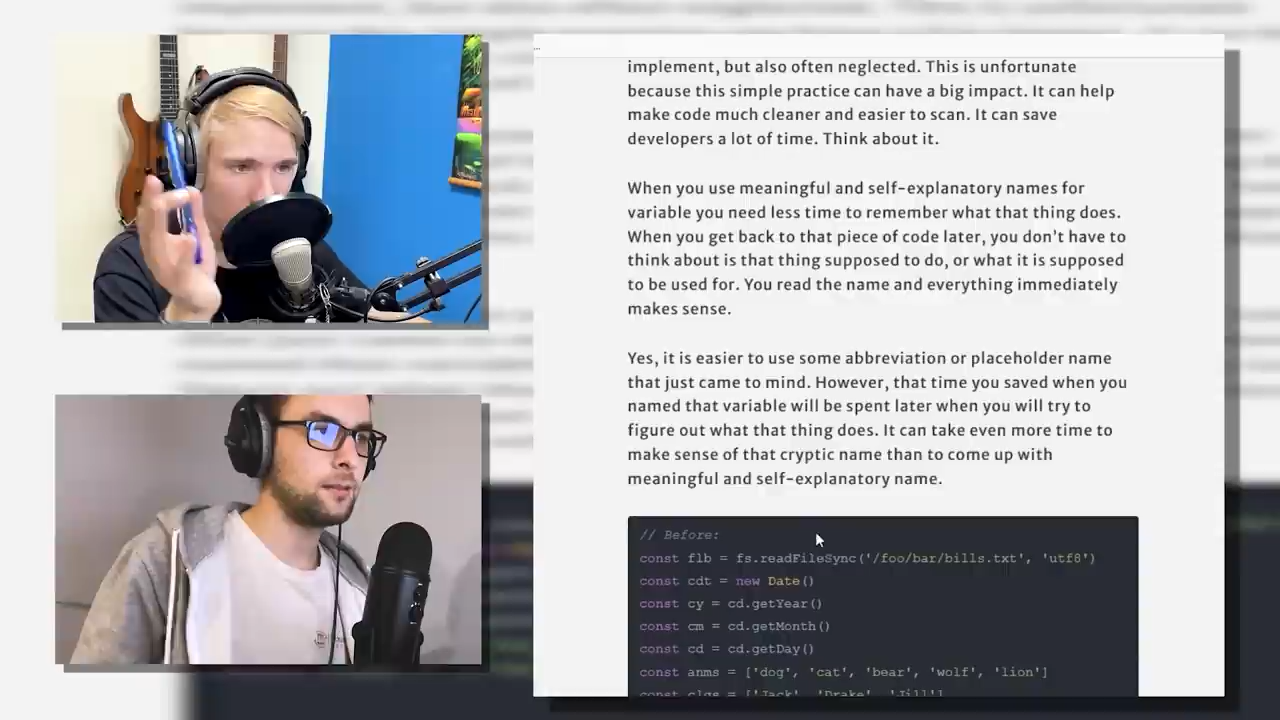 ...
implement, but also often neglected. This is unfortunate
because this simple practice can have a big impact. It can help
make code much cleaner and easier to scan. It can save
developers a lot of time. Think about it.
When you use meaningful and self-explanatory names for
variable you need less time to remember what that thing does.
When you get back to that piece of code later, you don't have to
think about is that thing supposed to do, or what it is supposed
to be used for. You read the name and everything immediately
makes sense.
Yes, it is easier to use some abbreviation or placeholder name
that just came to mind. However, that time you saved when you
named that variable will be spent later when you will try to
figure out what that thing does. It can take even more time to
make sense of that cryptic name than to come up with
meaningful and self-explanatory name.
// Before:
const flb = fs.readFileSync('/foo/bar/bills.txt', 'utf8')
const cdt = new Date()
const cy = cd.getYear()
const cm = cd.getMonth()
const cd = cd.getDay()
const anms = ['dog', 'cat', 'bear', 'wolf', 'lion']
const clgs = ['Jack', 'Drake', 'Jill']